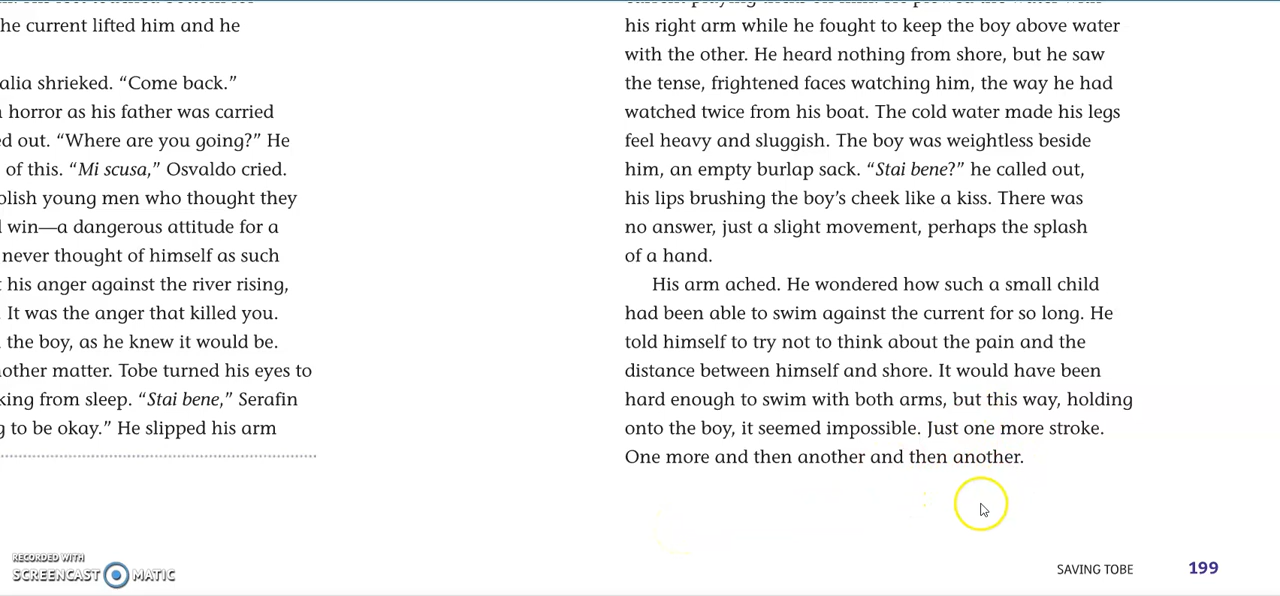 he current lifted him and he
alia shrieked. “Come back.”
horror as his father was carried
ed out. “Where are you going?” He
of this. “Mi scusa,” Osvaldo cried.
olish young men who thought they
win—a dangerous attitude for a
never thought of himself as such
his anger against the river rising,
. It was the anger that killed you.
the boy, as he knew it would be.
nother matter. Tobe turned his eyes to
king from sleep. “Stai bene,” Serafin
g to be okay.” He slipped his arm
his right arm while he fought to keep the boy above water
with the other. He heard nothing from shore, but he saw
the tense, frightened faces watching him, the way he had
watched twice from his boat. The cold water made his legs
feel heavy and sluggish. The boy was weightless beside
him, an empty burlap sack. “Stai bene?” he called out,
his lips brushing the boy’s cheek like a kiss. There was
no answer, just a slight movement, perhaps the splash
of a hand.
His arm ached. He wondered how such a small child
had been able to swim against the current for so long. He
told himself to try not to think about the pain and the
distance between himself and shore. It would have been
hard enough to swim with both arms, but this way, holding
onto the boy, it seemed impossible. Just one more stroke.
One more and then another and then another.
RECORDED WITH
SCREENCAST MATIC
SAVING TOBE 199